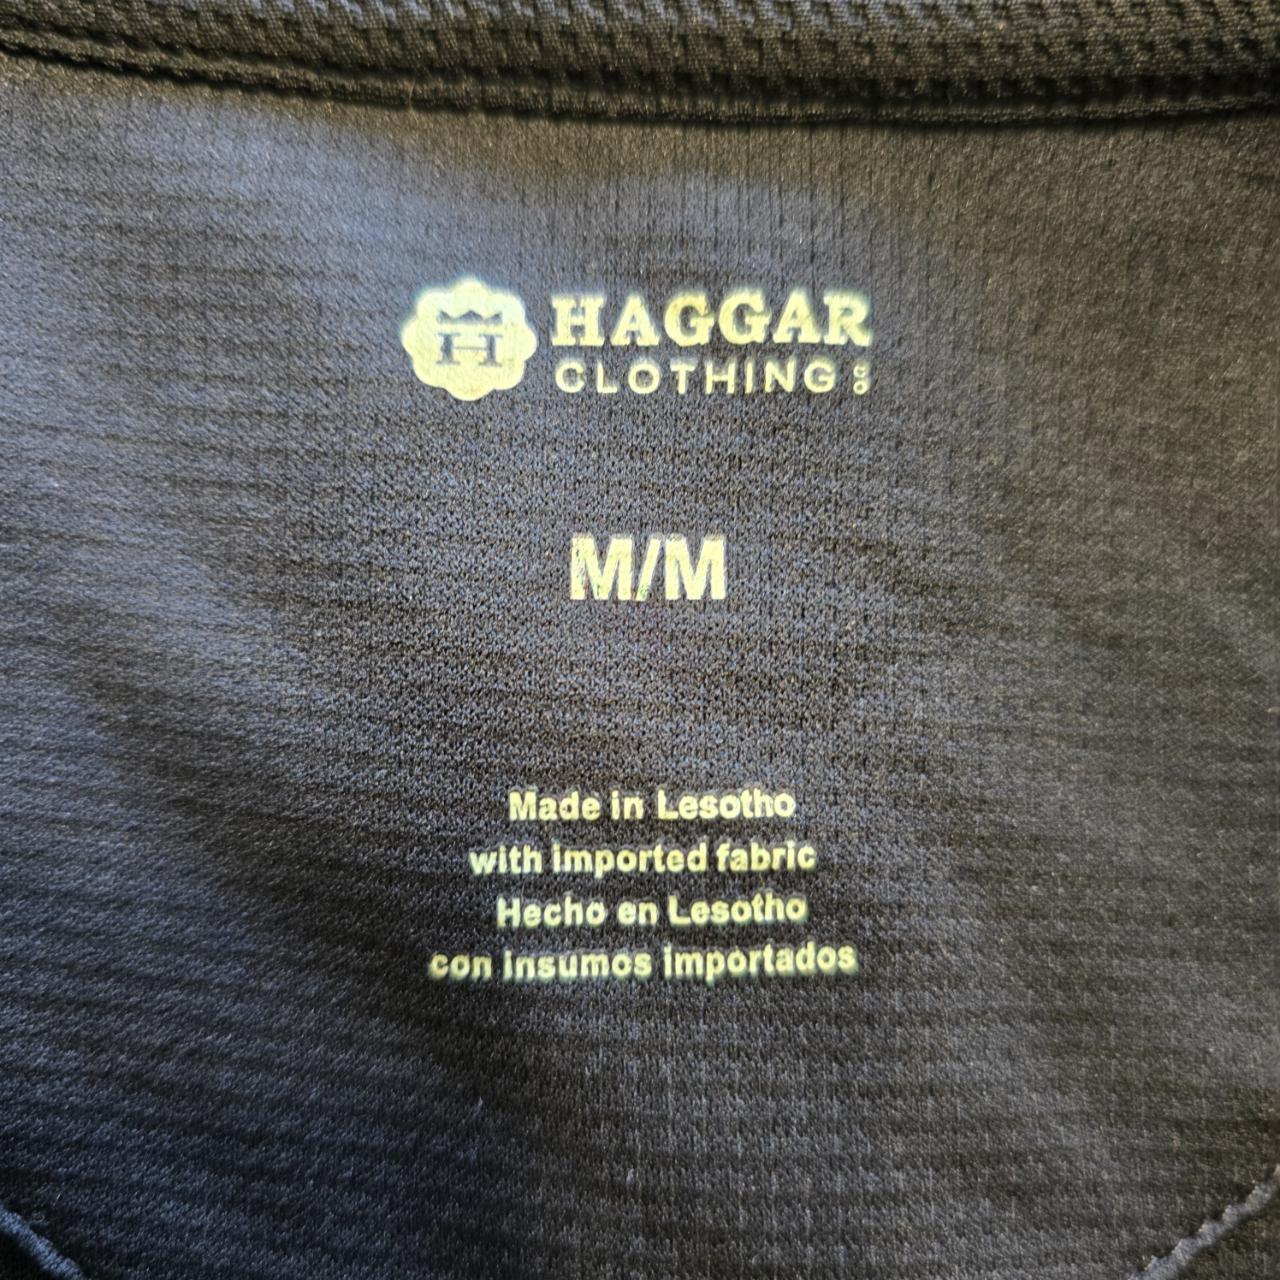 H HAGGAR
CLOTHING CO
M/M
Made in Lesotho
with imported fabric
Hecho en Lesotho
con insumos importados